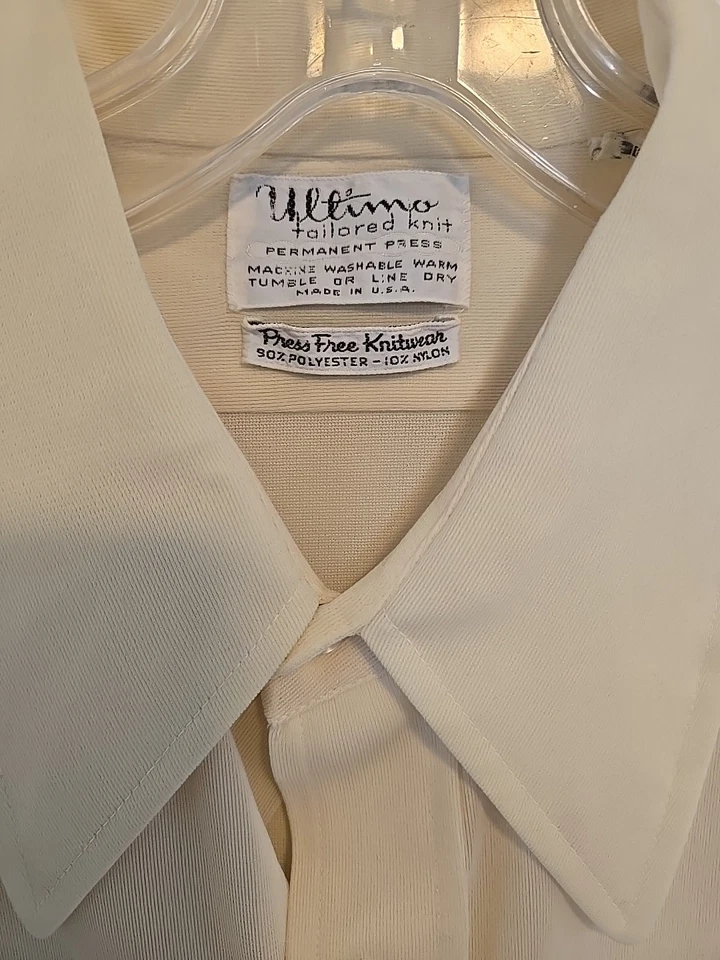 Ultimo
tailored knit
PERMANENT PRESS
MACHINE WASHABLE WARM
TUMBLE OR LINE DRY
MADE IN U.S.A.
Press Free Knitwear
90% POLYESTER - 10% NYLON